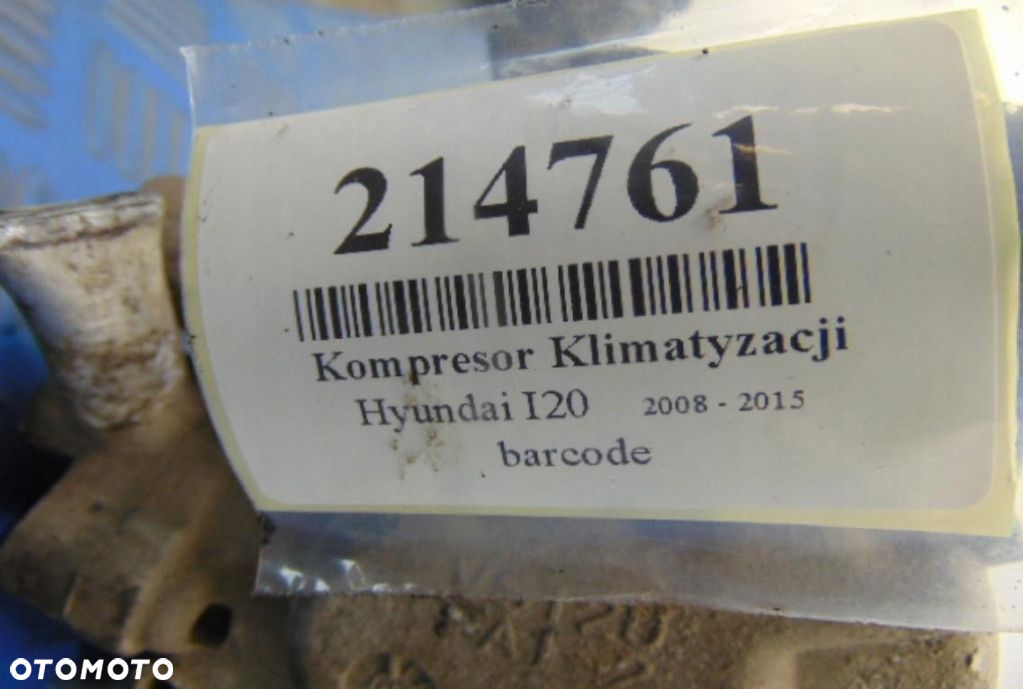 214761
Kompresor Klimatyzacji
Hyundai I20 2008 - 2015
barcode
OTOMOTO